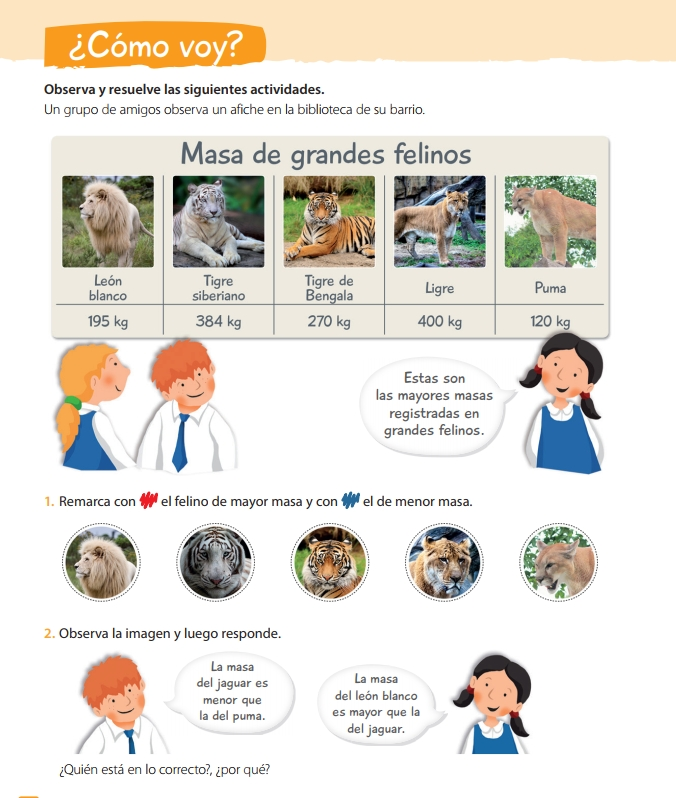 ¿Cómo voy?
Observa y resuelve las siguientes actividades.
Un grupo de amigos observa un afiche en la biblioteca de su barrio.
Masa de grandes felinos
León
blanco
Tigre
siberiano
Tigre de
Bengala
Ligre
Puma
195 kg
384 kg
270 kg
400 kg
120 kg
Estas son
las mayores masas
registradas en
grandes felinos.
1. Remarca con el felino de mayor masa y con el de menor masa.
2. Observa la imagen y luego responde.
La masa
del jaguar es
menor que
la del puma.
La masa
del león blanco
es mayor que la
del jaguar.
¿Quién está en lo correcto?, ¿por qué?